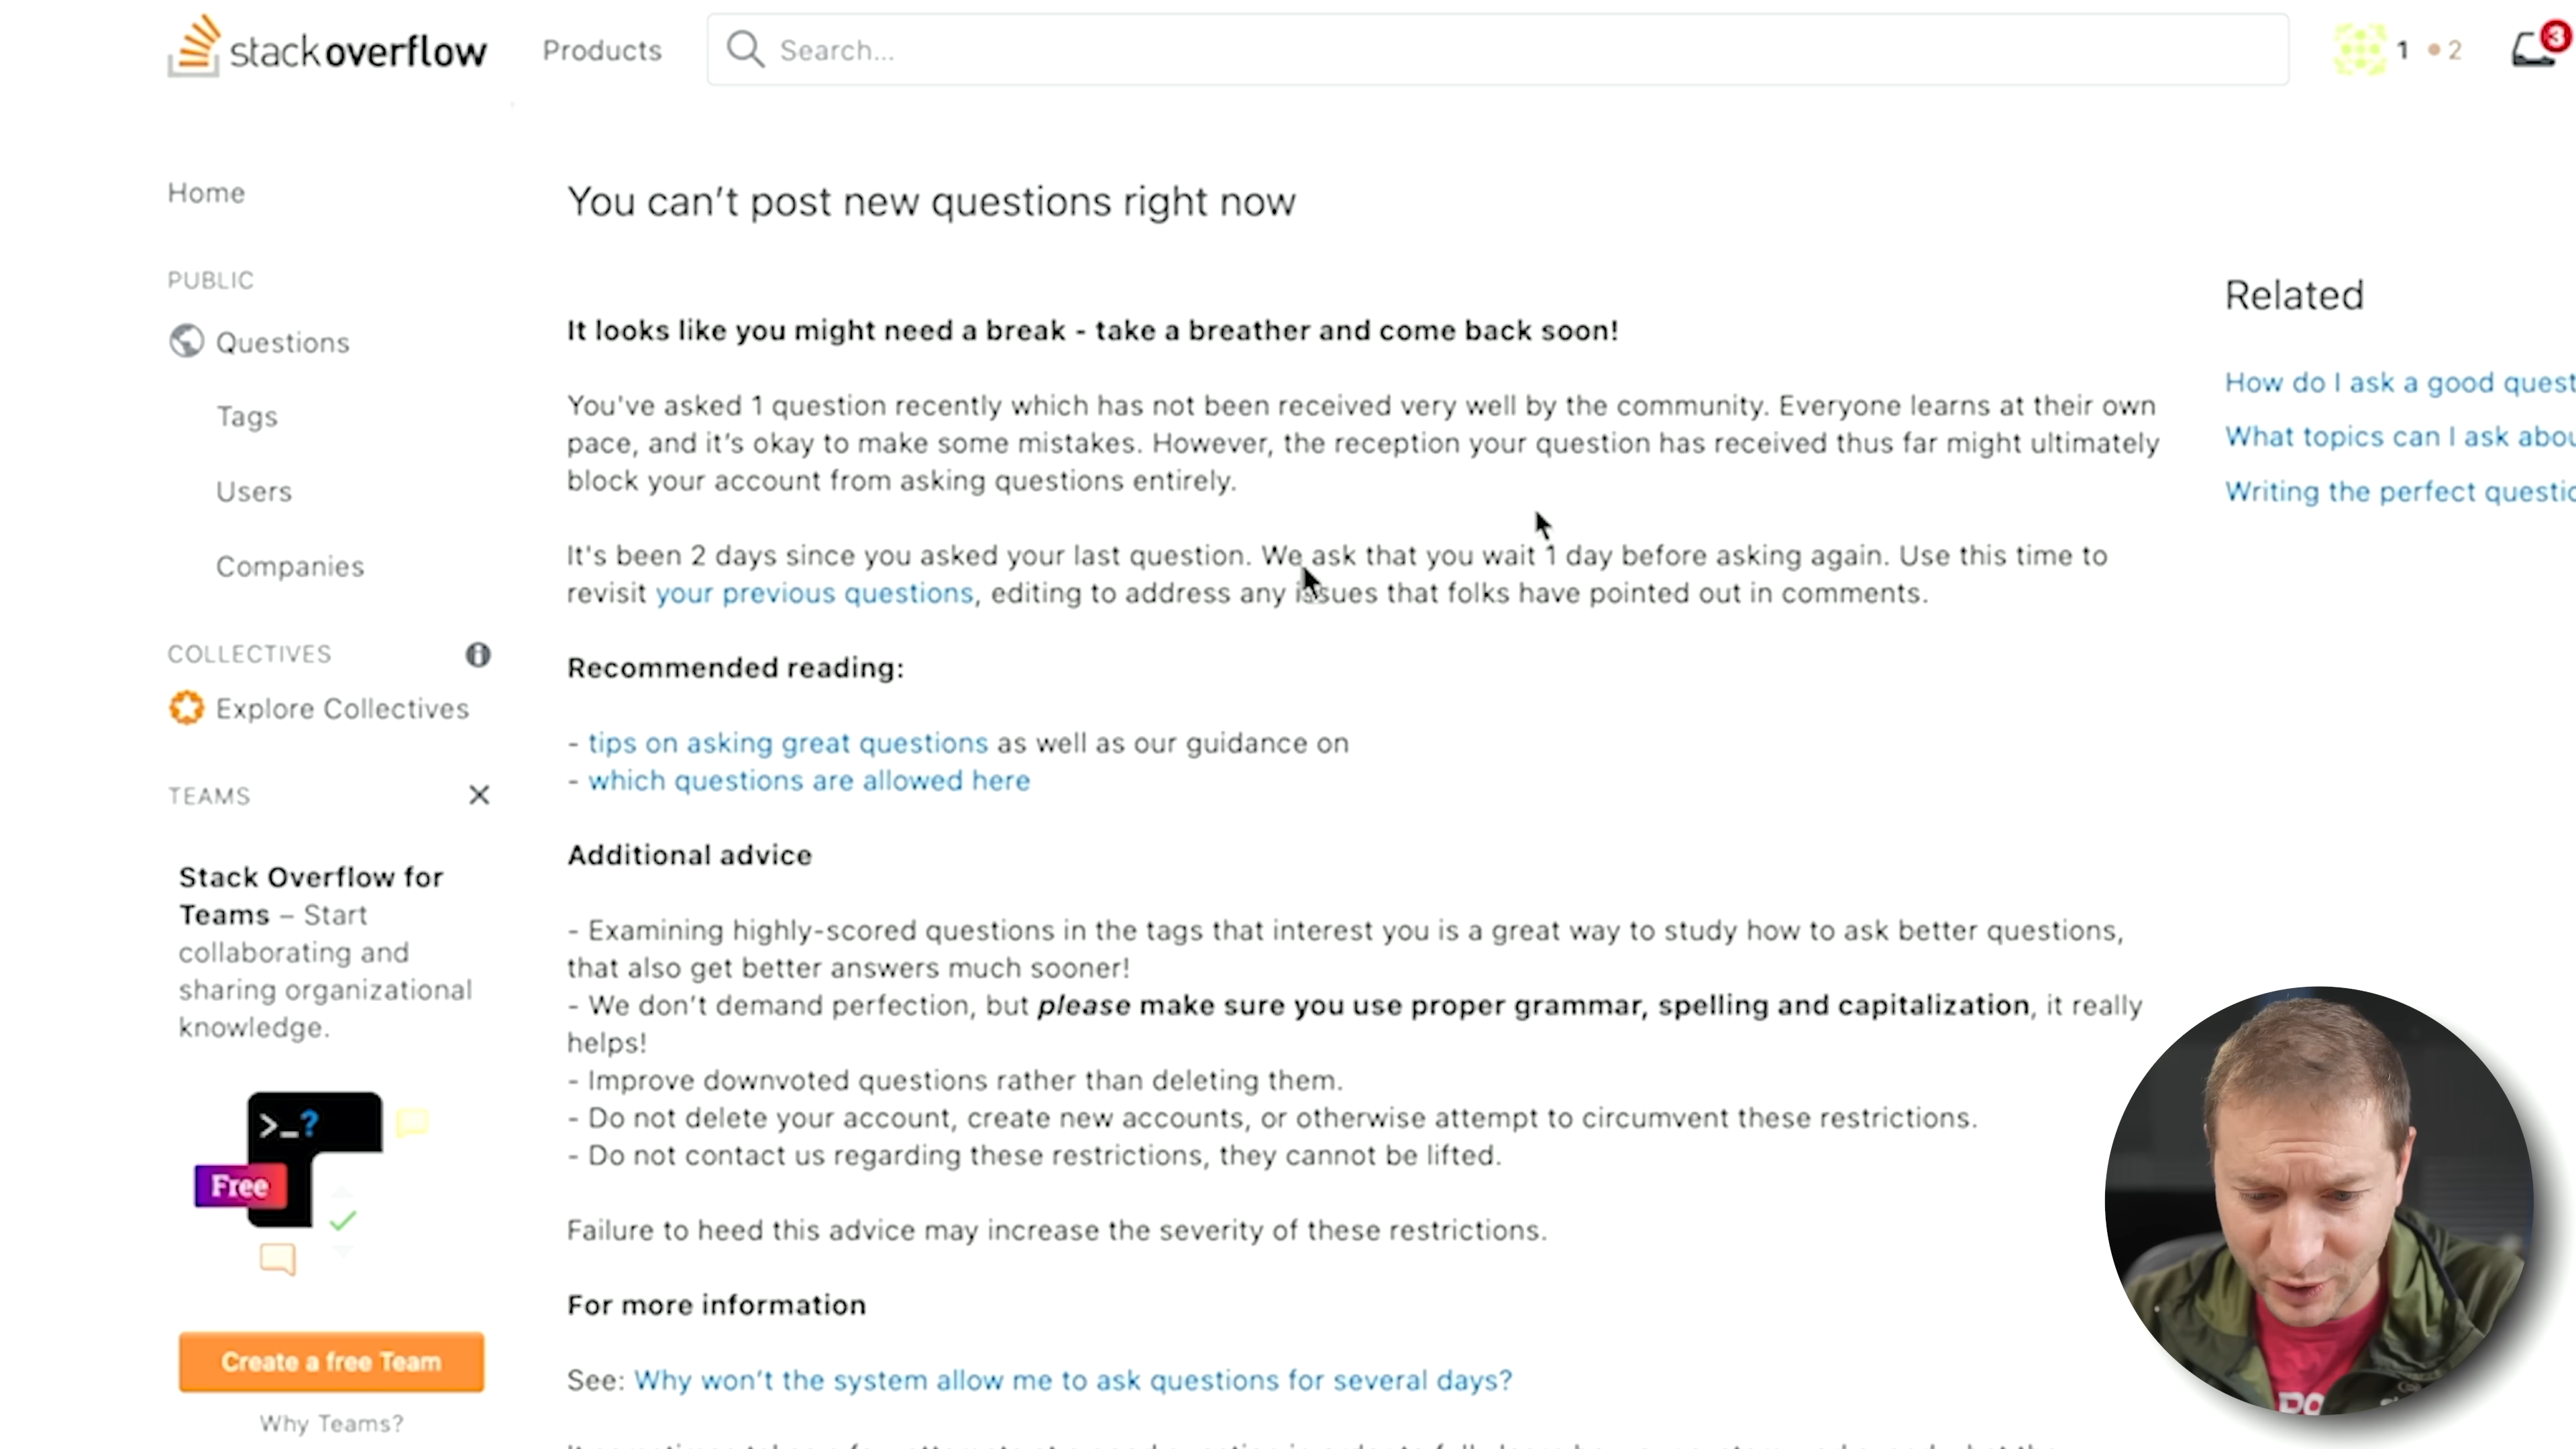 stackoverflow
Products
Search...
1
2
3
Home
PUBLIC
Questions
Tags
Users
Companies
COLLECTIVES
Explore Collectives
TEAMS
Stack Overflow for
Teams – Start
collaborating and
sharing organizational
knowledge.
>_?
Free
Create a free Team
Why Teams?
You can't post new questions right now
It looks like you might need a break - take a breather and come back soon!
You've asked 1 question recently which has not been received very well by the community. Everyone learns at their own
pace, and it's okay to make some mistakes. However, the reception your question has received thus far might ultimately
block your account from asking questions entirely.
It's been 2 days since you asked your last question. We ask that you wait 1 day before asking again. Use this time to
revisit your previous questions, editing to address any issues that folks have pointed out in comments.
Recommended reading:
- tips on asking great questions as well as our guidance on
- which questions are allowed here
Additional advice
- Examining highly-scored questions in the tags that interest you is a great way to study how to ask better questions,
that also get better answers much sooner!
- We don't demand perfection, but please make sure you use proper grammar, spelling and capitalization, it really
helps!
- Improve downvoted questions rather than deleting them.
- Do not delete your account, create new accounts, or otherwise attempt to circumvent these restrictions.
- Do not contact us regarding these restrictions, they cannot be lifted.
Failure to heed this advice may increase the severity of these restrictions.
For more information
See: Why won't the system allow me to ask questions for several days?
Related
How do I ask a good quest
What topics can I ask abou
Writing the perfect questio